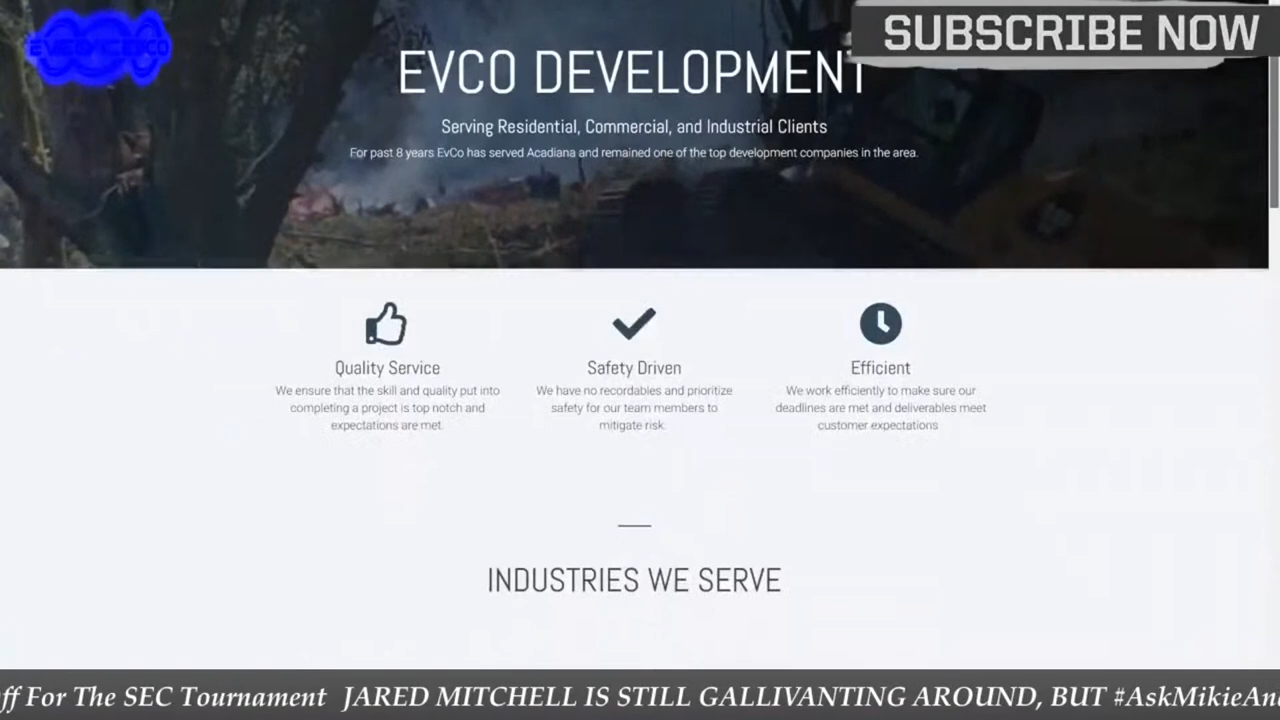 SUBSCRIBE NOW
EVCO DEVELOPMENT
Serving Residential, Commercial, and Industrial Clients
For past 8 years EvCo has served Acadiana and remained one of the top development companies in the area.
Quality Service
We ensure that the skill and quality put into
completing a project is top notch and
expectations are met.
Safety Driven
We have no recordables and prioritize
safety for our team members to
mitigate risk.
Efficient
We work efficiently to make sure our
deadlines are met and deliverables meet
customer expectations
INDUSTRIES WE SERVE
ff For The SEC Tournament JARED MITCHELL IS STILL GALLIVANTING AROUND, BUT #AskMikieAn